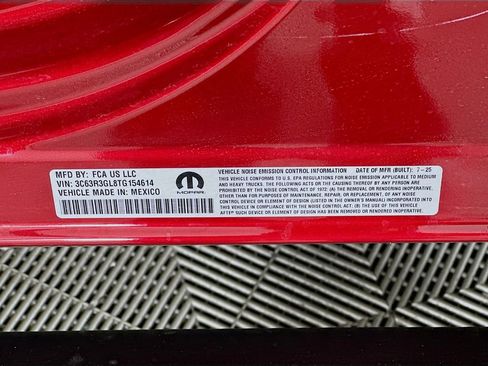 MFD BY: FCA US LLC
VIN: 3C63R3GL8TG154614
VEHICLE MADE IN: MEXICO
MOPAR
VEHICLE NOISE EMISSION CONTROL INFORMATION DATE OF MFR (BUILT): 7-25
THIS VEHICLE CONFORMS TO U.S. EPA REGULATIONS FOR NOISE EMISSION APPLICABLE TO MEDIUM
AND HEAVY TRUCKS. THE FOLLOWING ACTS OR THE CAUSING THEREOF BY ANY PERSON ARE
PROHIBITED BY THE NOISE CONTROL ACT OF 1972: (A) THE REMOVAL OR RENDERING INOPERATIVE,
OTHER THAN FOR PURPOSES OF MAINTENANCE, REPAIR, OR REPLACEMENT, OF ANY NOISE
CONTROL DEVICE OR ELEMENT OF DESIGN (LISTED IN THE OWNER'S MANUAL) INCORPORATED INTO THIS
VEHICLE IN COMPLIANCE WITH THE NOISE CONTROL ACT; (B) THE USE OF THIS VEHICLE AFTER SUCH
DEVICE OR ELEMENT OF DESIGN HAS BEEN REMOVED OR RENDERED INOPERATIVE.